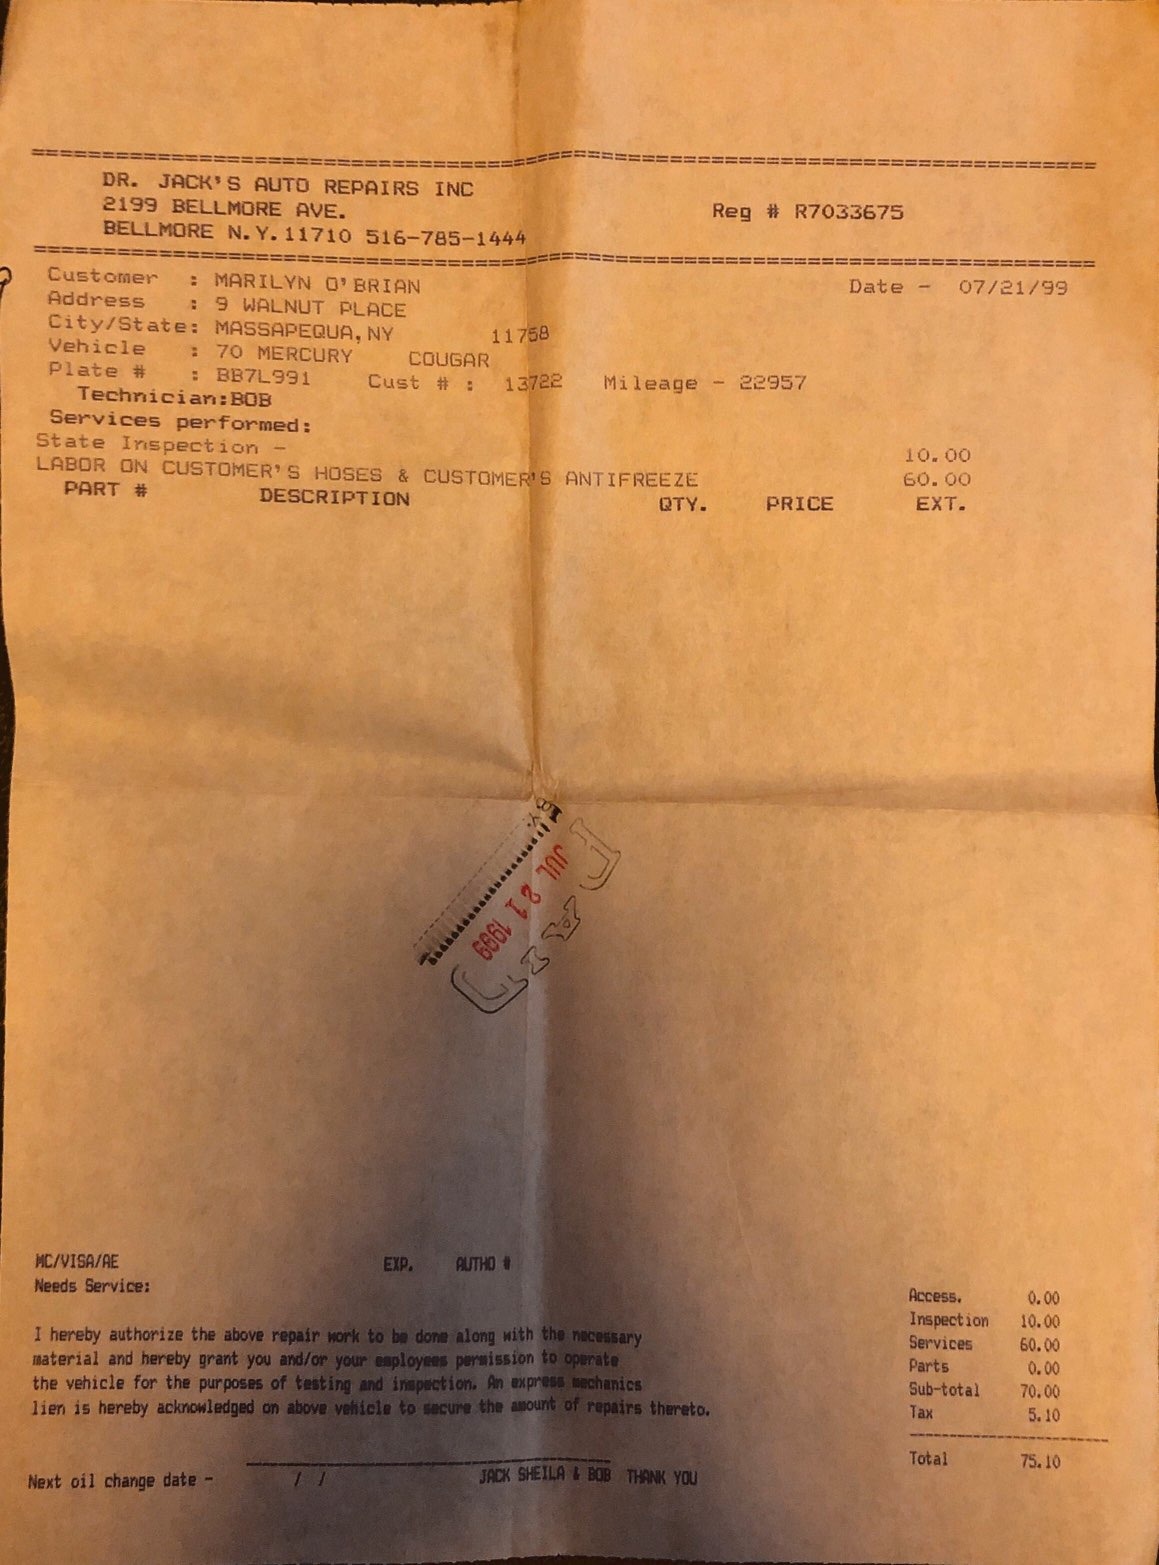 DR. JACK'S AUTO REPAIRS INC
2199 BELLMORE AVE.
Reg # R7033675
BELLMORE N.Y. 11710 516-785-1444
Customer : MARILYN O'BRIAN Date - 07/21/99
Address : 9 WALNUT PLACE
City/State: MASSAPEQUA, NY 11758
Vehicle : 70 MERCURY COUGAR
Plate # : BB7L991 Cust # : 13722 Mileage - 22957
Technician:BOB
Services performed:
State Inspection - 10.00
LABOR ON CUSTOMER'S HOSES & CUSTOMER'S ANTIFREEZE 60.00
PART # DESCRIPTION QTY. PRICE EXT.
BY
JUL 21 1999
PAID
MC/VISA/AE EXP. AUTHO #
Needs Service:
Access. 0.00
Inspection 10.00
Services 60.00
Parts 0.00
Sub-total 70.00
Tax 5.10
Total 75.10
I hereby authorize the above repair work to be done along with the necessary
material and hereby grant you and/or your employees permission to operate
the vehicle for the purposes of testing and inspection. An express mechanics
lien is hereby acknowledged on above vehicle to secure the amount of repairs thereto.
Next oil change date - / / JACK SHEILA & BOB THANK YOU